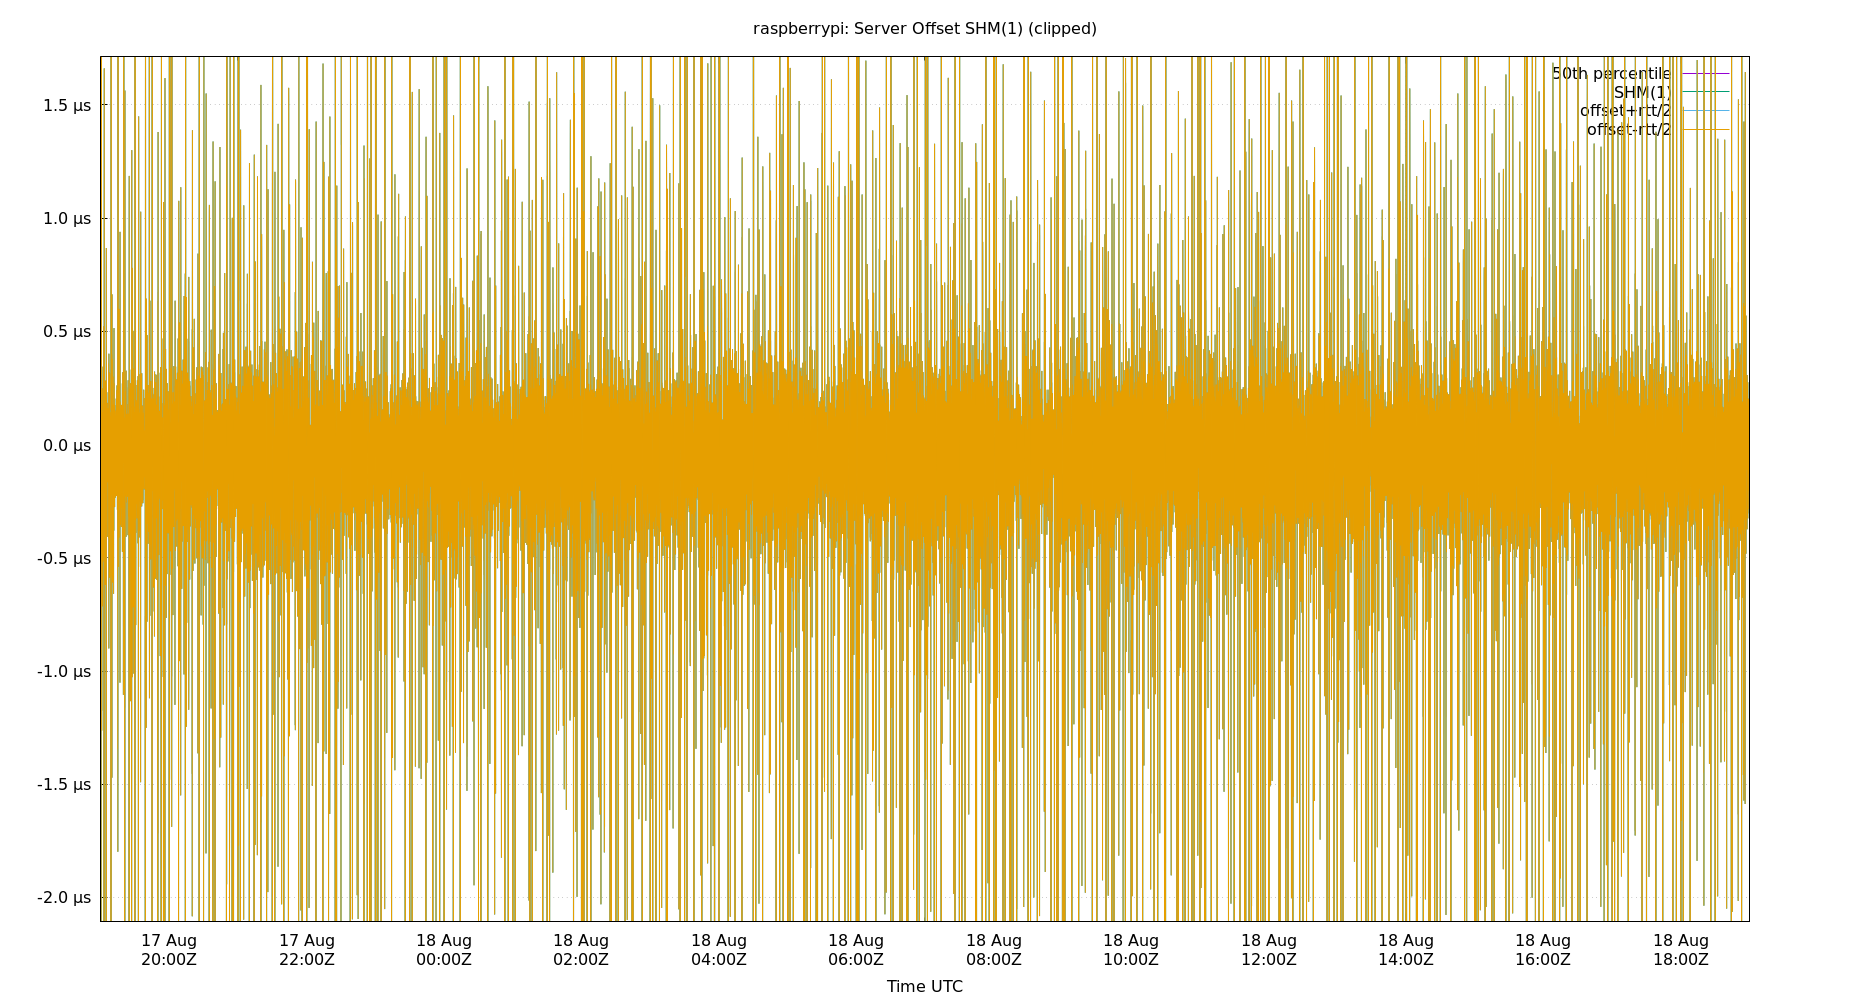 raspberrypi: Server Offset SHM(1) (clipped)
50th percentile
SHM(1)
offset+rtt/2
offset-rtt/2
1.5 µs
1.0 µs
0.5 µs
0.0 µs
-0.5 µs
-1.0 µs
-1.5 µs
-2.0 µs
17 Aug 17 Aug 18 Aug 18 Aug 18 Aug 18 Aug 18 Aug 18 Aug 18 Aug 18 Aug 18 Aug 18 Aug
20:00Z 22:00Z 00:00Z 02:00Z 04:00Z 06:00Z 08:00Z 10:00Z 12:00Z 14:00Z 16:00Z 18:00Z
Time UTC